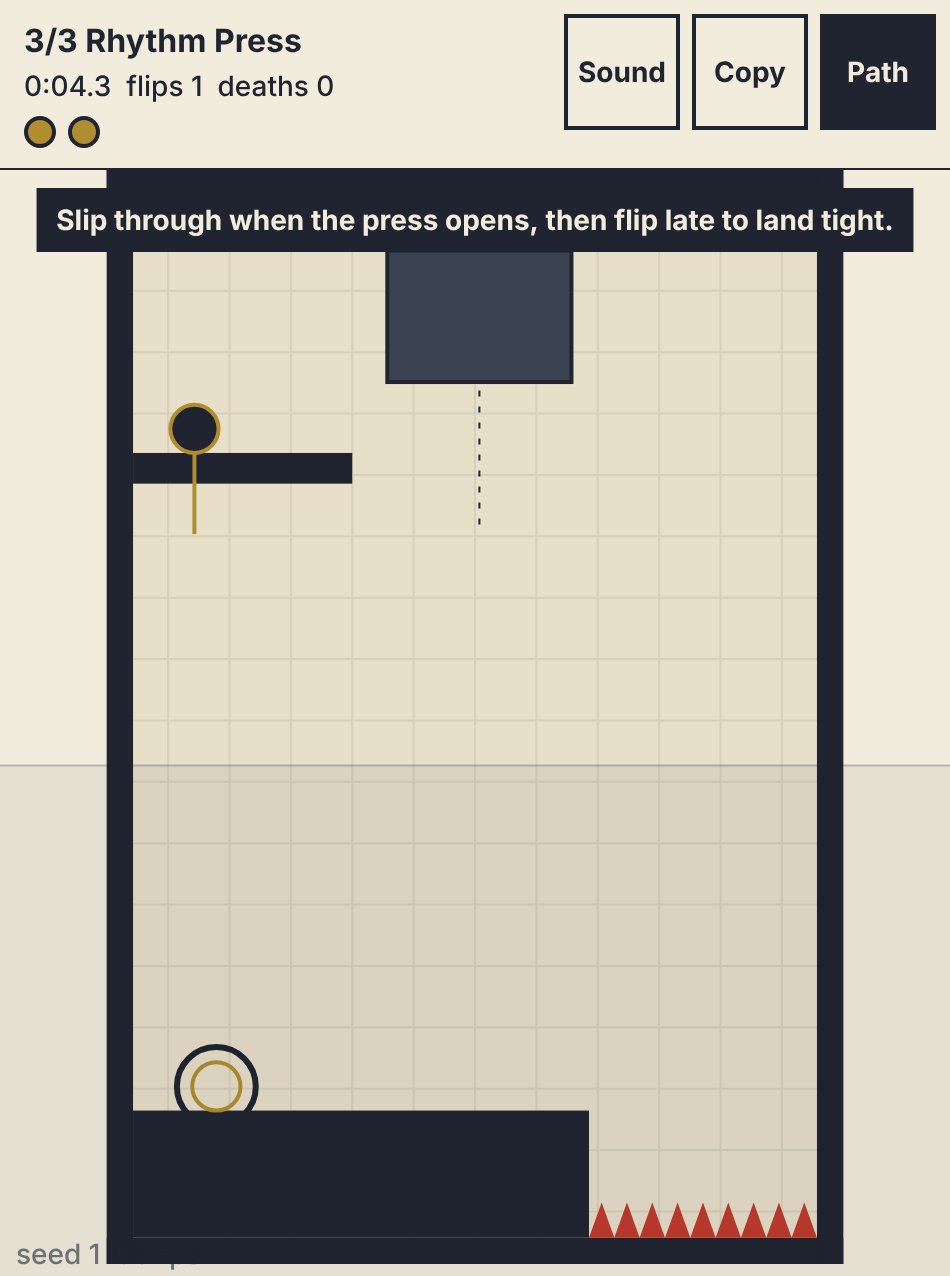 3/3 Rhythm Press
0:04.3 flips 1 deaths 0
Sound
Copy
Path
Slip through when the press opens, then flip late to land tight.
seed 1